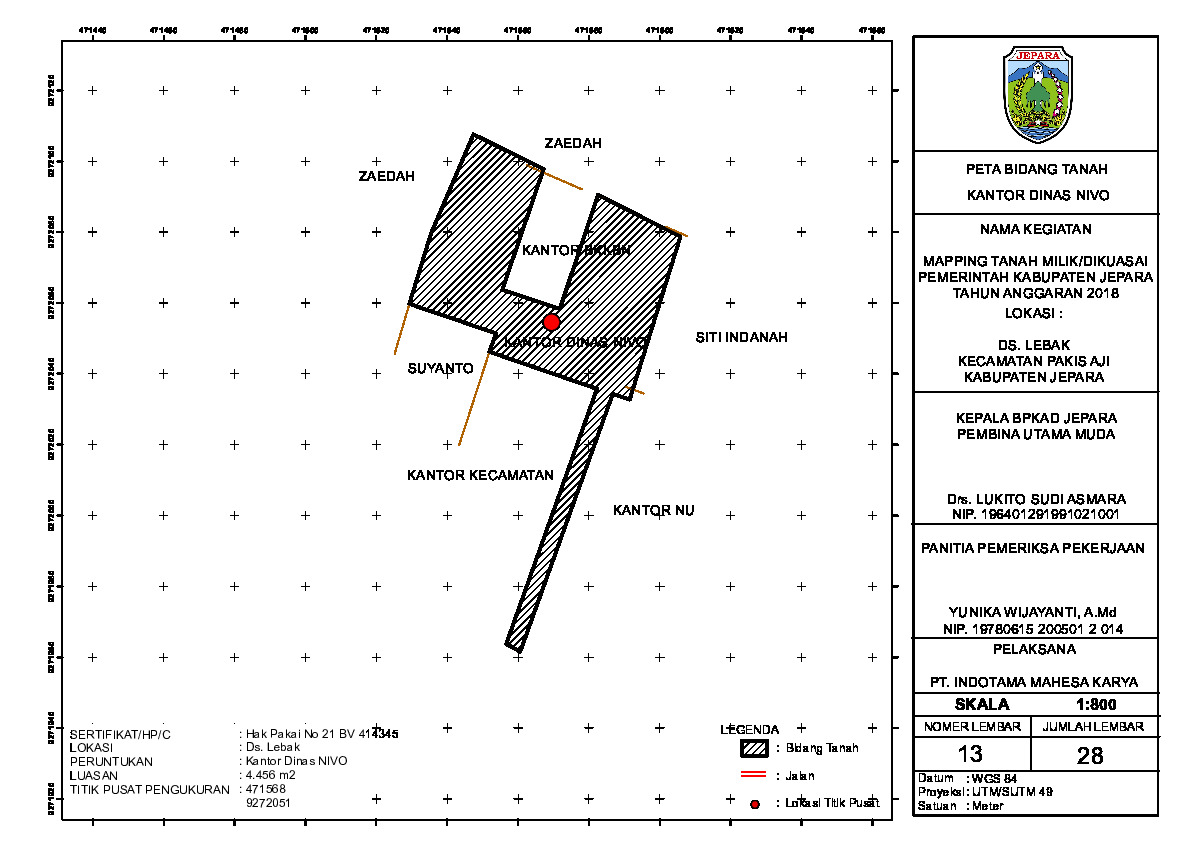 JEPARA
PETA BIDANG TANAH
KANTOR DINAS NIVO
NAMA KEGIATAN
MAPPING TANAH MILIK/DIKUASAI
PEMERINTAH KABUPATEN JEPARA
TAHUN ANGGARAN 2018
LOKASI :
DS. LEBAK
KECAMATAN PAKIS AJI
KABUPATEN JEPARA
KEPALA BPKAD JEPARA
PEMBINA UTAMA MUDA
Drs. LUKITO SUDI ASMARA
NIP. 196401291991021001
PANITIA PEMERIKSA PEKERJAAN
YUNIKA WIJAYANTI, A.Md
NIP. 19780615 200501 2 014
PELAKSANA
PT. INDOTAMA MAHESA KARYA
SKALA 1:800
NOMER LEMBAR JUMLAH LEMBAR
13 28
Datum : WGS 84
Proyeksi : UTM/SUTM 49
Satuan : Meter
ZAEDAH
ZAEDAH
KANTOR BKKBN
SITI INDANAH
KANTOR DINAS NIVO
SUYANTO
KANTOR KECAMATAN
KANTOR NU
SERTIFIKAT/HP/C : Hak Pakai No 21 BV 414345
LOKASI : Ds. Lebak
PERUNTUKAN : Kantor Dinas NIVO
LUASAN : 4.456 m2
TITIK PUSAT PENGUKURAN : 471568
9272051
LEGENDA
: Bidang Tanah
: Jalan
: Lokasi Titik Pusat